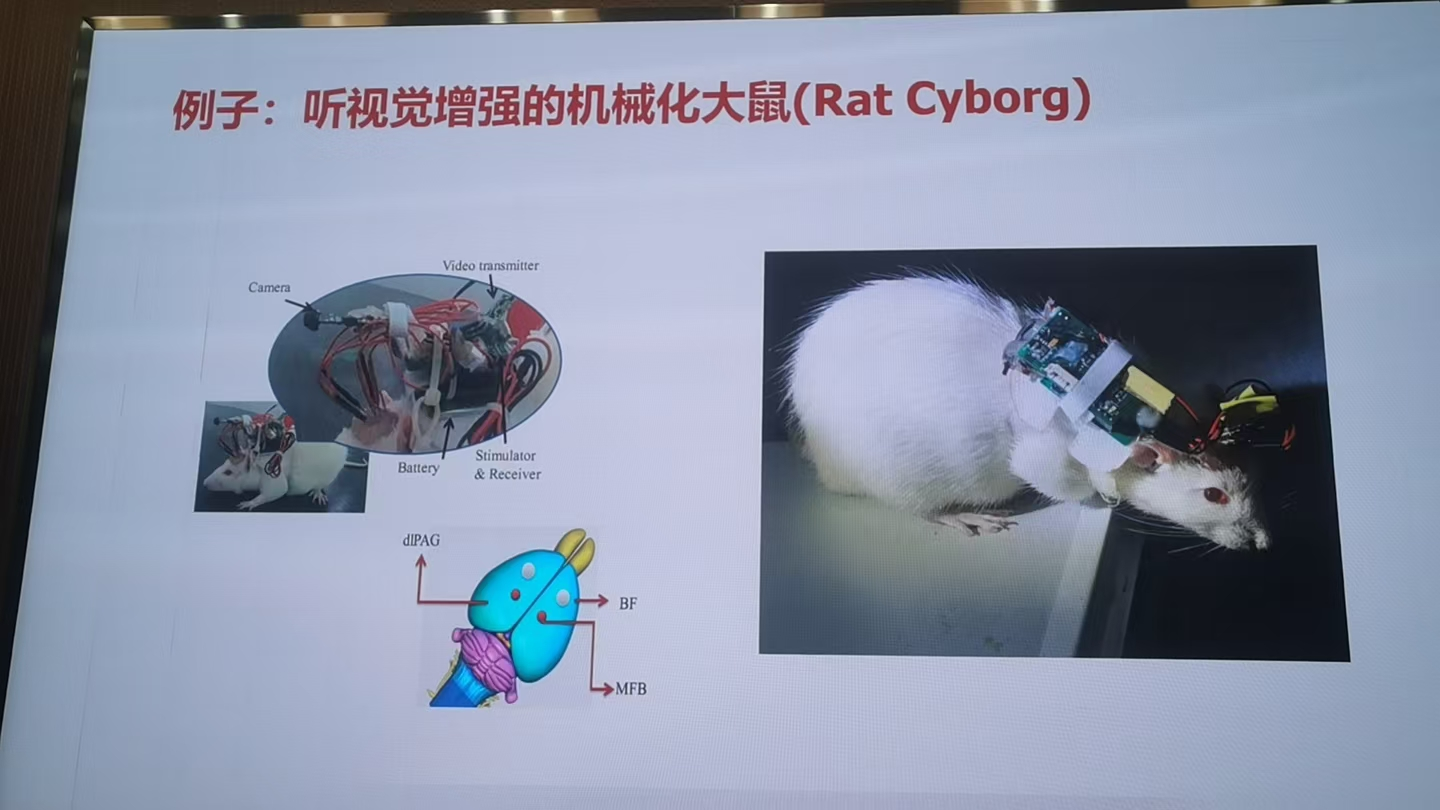 例子：听视觉增强的机械化大鼠(Rat Cyborg)
Video transmitter
Camera
Battery
Stimulator
& Receiver
dlPAG
BF
MFB